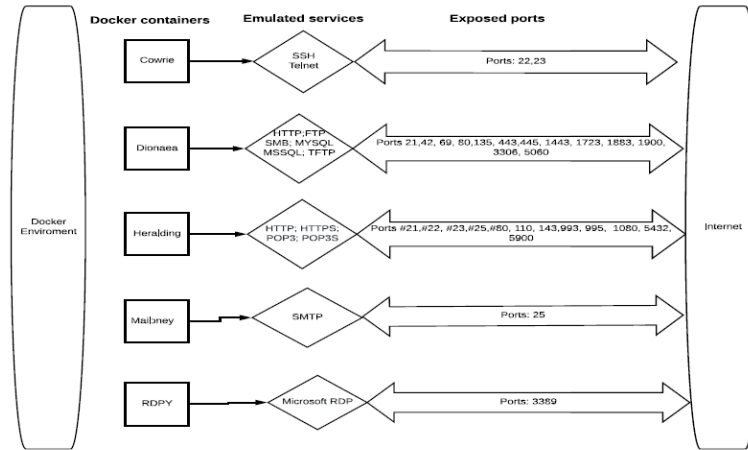 Docker containers
Emulated services
Exposed ports
Docker
Enviroment
Internet
Cowrie
SSH
Telnet
Ports: 22,23
Dionaea
HTTP;FTP
SMB; MYSQL
MSSQL; TFTP
Ports 21,42, 69, 80,135, 443,445, 1443, 1723, 1883, 1900,
3306, 5060
Heralding
HTTP; HTTPS;
POP3; POP3S
Ports #21,#22, #23,#25,#80, 110, 143,993, 995, 1080, 5432,
5900
Mailoney
SMTP
Ports: 25
RDPY
Microsoft RDP
Ports: 3389